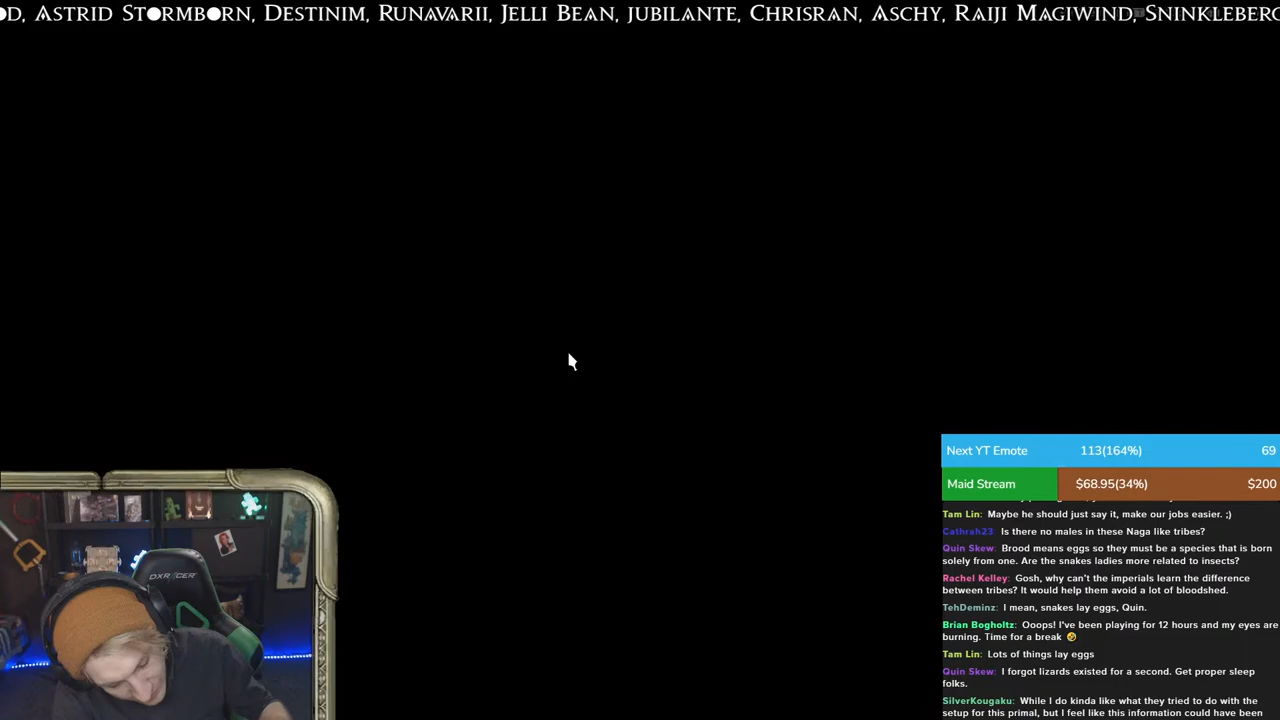 D, ASTRID STORMBORN, DESTINIM, RUNAVARII, JELLI BEAN, JUBILANTE, CHRISRAN, ASCHY, RAIJI MAGIWIND, SNINKLEBERG
Next YT Emote 113(164%) 69
Maid Stream $68.95(34%) $200
Tam Lin: Maybe he should just say it, make our jobs easier. ;)
Cathrah23: Is there no males in these Naga like tribes?
Quin Skew: Brood means eggs so they must be a species that is born
solely from one. Are the snakes ladies more related to insects?
Rachel Kelley: Gosh, why can't the imperials learn the difference
between tribes? It would help them avoid a lot of bloodshed.
TehDeminz: I mean, snakes lay eggs, Quin.
Brian Bogholtz: Ooops! I've been playing for 12 hours and my eyes are
burning. Time for a break
Tam Lin: Lots of things lay eggs
Quin Skew: I forgot lizards existed for a second. Get proper sleep
folks.
SilverKougaku: While I do kinda like what they tried to do with the
setup for this primal, but I feel like this information could have been
DXRACER